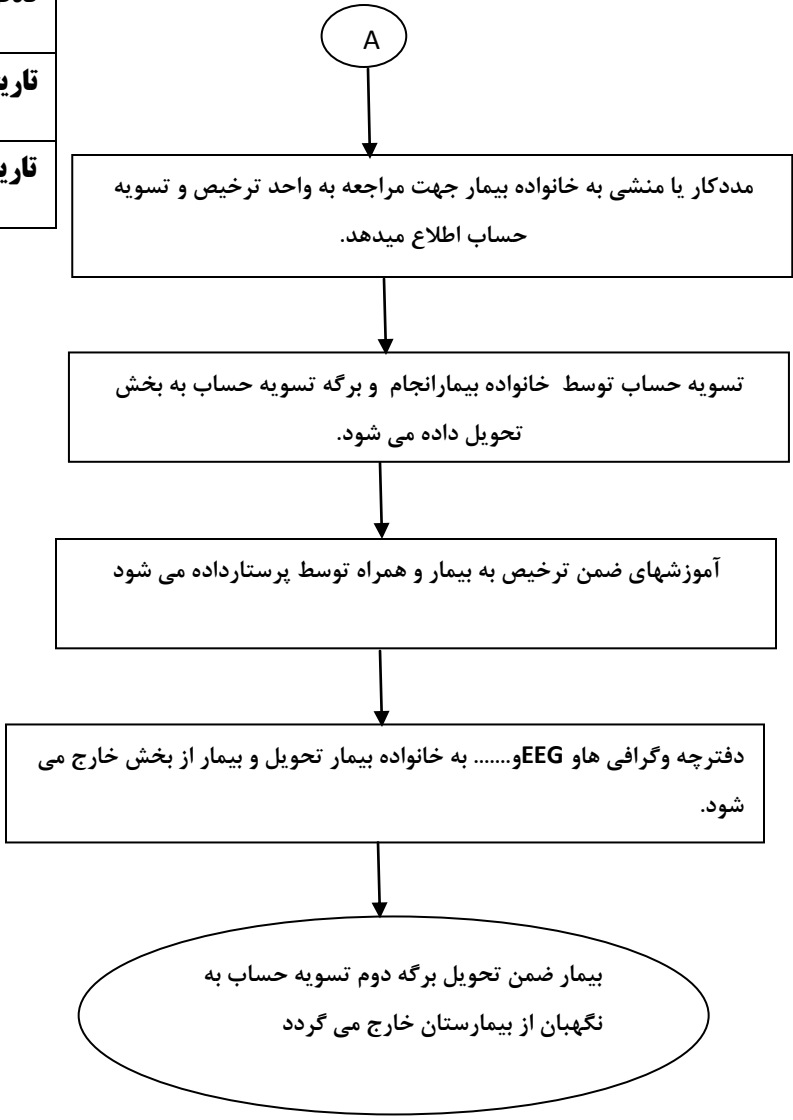 A
مددکار یا منشی به خانواده بیمار جهت مراجعه به واحد ترخیص و تسویه
حساب اطلاع میدهد.
تسویه حساب توسط خانواده بیمارانجام و برگه تسویه حساب به بخش
تحویل داده می شود.
آموزشهای ضمن ترخیص به بیمار و همراه توسط پرستارداده می شود
دفترچه وگرافی هاو EEGو....... به خانواده بیمار تحویل و بیمار از بخش خارج می
شود.
بیمار ضمن تحویل برگه دوم تسویه حساب به
نگهبان از بیمارستان خارج می گردد